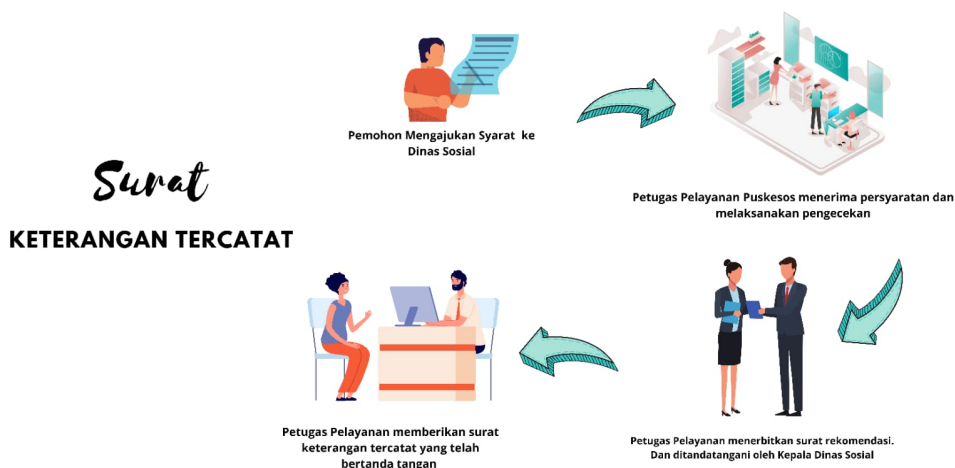 Surat
KETERANGAN TERCATAT
Pemohon Mengajukan Syarat ke
Dinas Sosial
Petugas Pelayanan Puskesos menerima persyaratan dan
melaksanakan pengecekan
Petugas Pelayanan menerbitkan surat rekomendasi.
Dan ditandatangani oleh Kepala Dinas Sosial
Petugas Pelayanan memberikan surat
keterangan tercatat yang telah
bertanda tangan